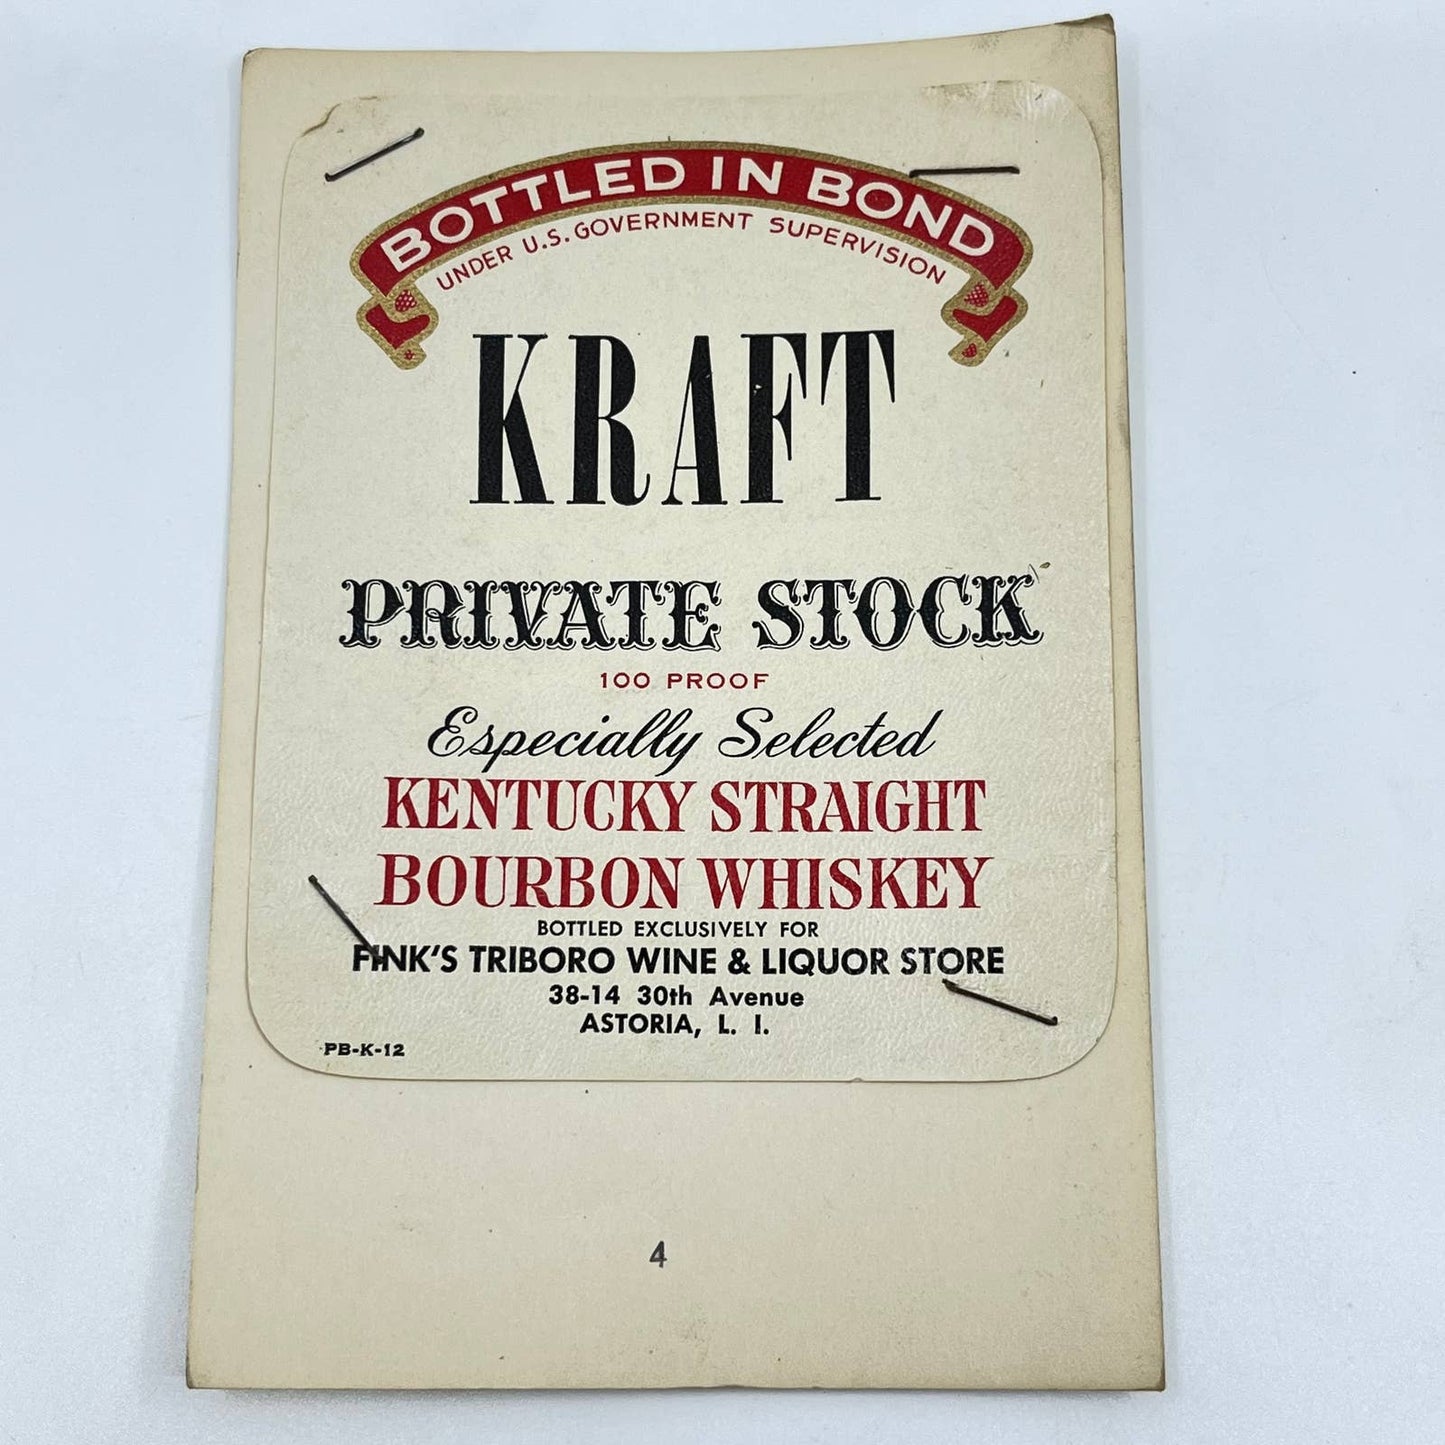 BOTTLED IN BOND
UNDER U.S. GOVERNMENT SUPERVISION
KRAFT
PRIVATE STOCK
100 PROOF
Especially Selected
KENTUCKY STRAIGHT
BOURBON WHISKEY
BOTTLED EXCLUSIVELY FOR
FINK'S TRIBORO WINE & LIQUOR STORE
38-14 30th Avenue
ASTORIA, L. I.
PB-K-12
4